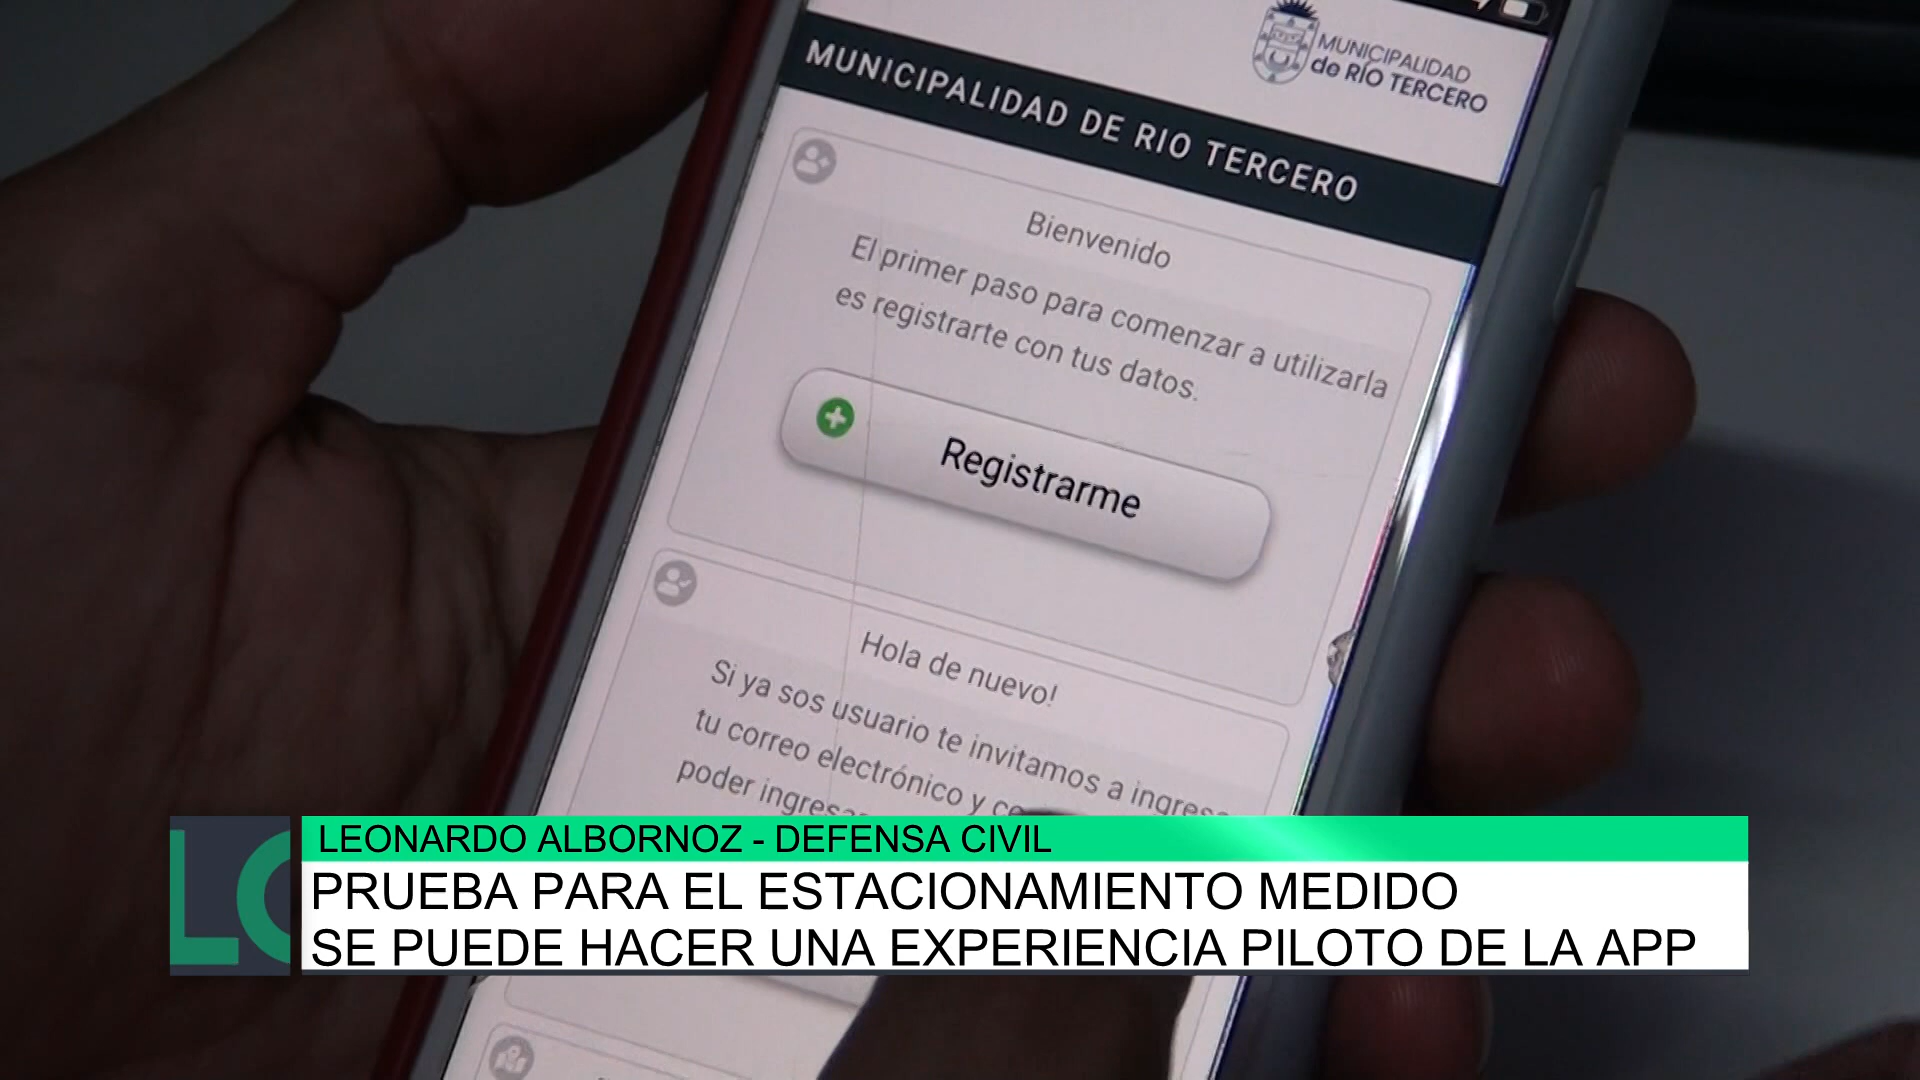 MUNICIPALIDAD
de RÍO TERCERO
MUNICIPALIDAD DE RIO TERCERO
Bienvenido
El primer paso para comenzar a utilizarla
es registrarte con tus datos.
Registrarme
Hola de nuevo!
Si ya sos usuario te invitamos a
tu correo electrónico y
poder
LEONARDO ALBORNOZ - DEFENSA CIVIL
PRUEBA PARA EL ESTACIONAMIENTO MEDIDO
SE PUEDE HACER UNA EXPERIENCIA PILOTO DE LA APP